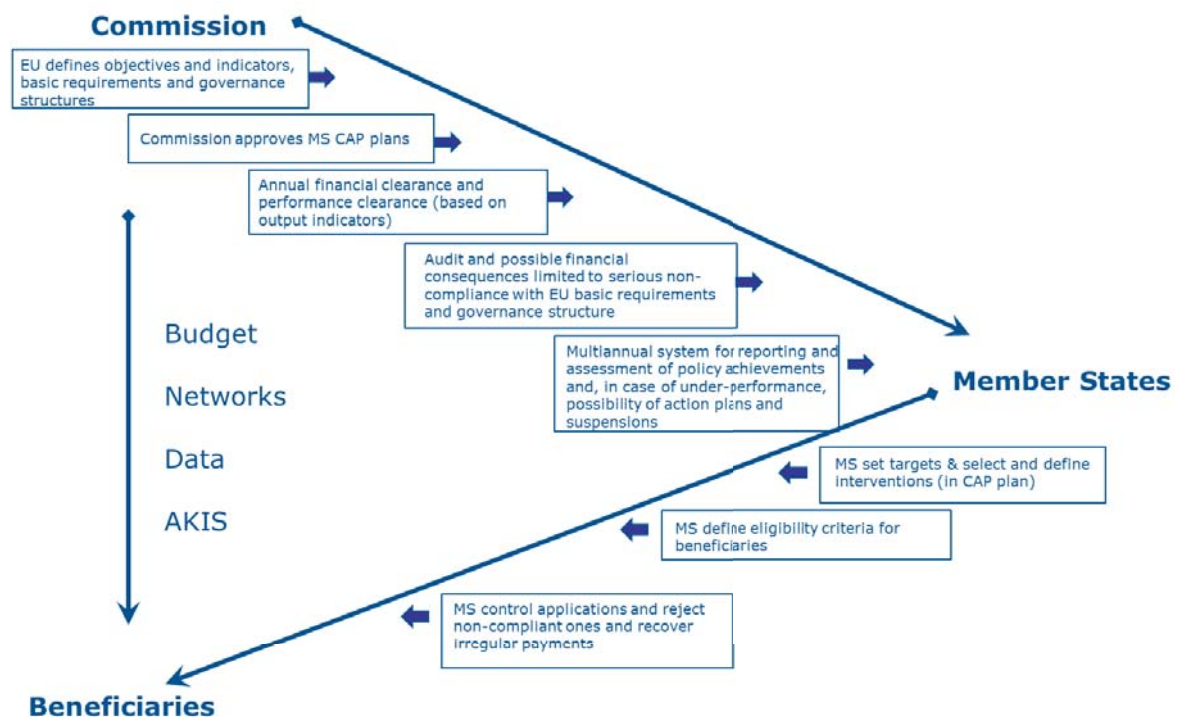 Commission
EU defines objectives and indicators,
basic requirements and governance
structures
Commission approves MS CAP plans
Annual financial clearance and
performance clearance (based on
output indicators)
Audit and possible financial
consequences limited to serious non-
compliance with EU basic requirements
and governance structure
Multiannual system for reporting and
assessment of policy achievements
and, in case of under-performance,
possibility of action plans and
suspensions
Member States
Budget
Networks
Data
AKIS
MS set targets & select and define
interventions (in CAP plan)
MS define eligibility criteria for
beneficiaries
MS control applications and reject
non-compliant ones and recover
irregular payments
Beneficiaries